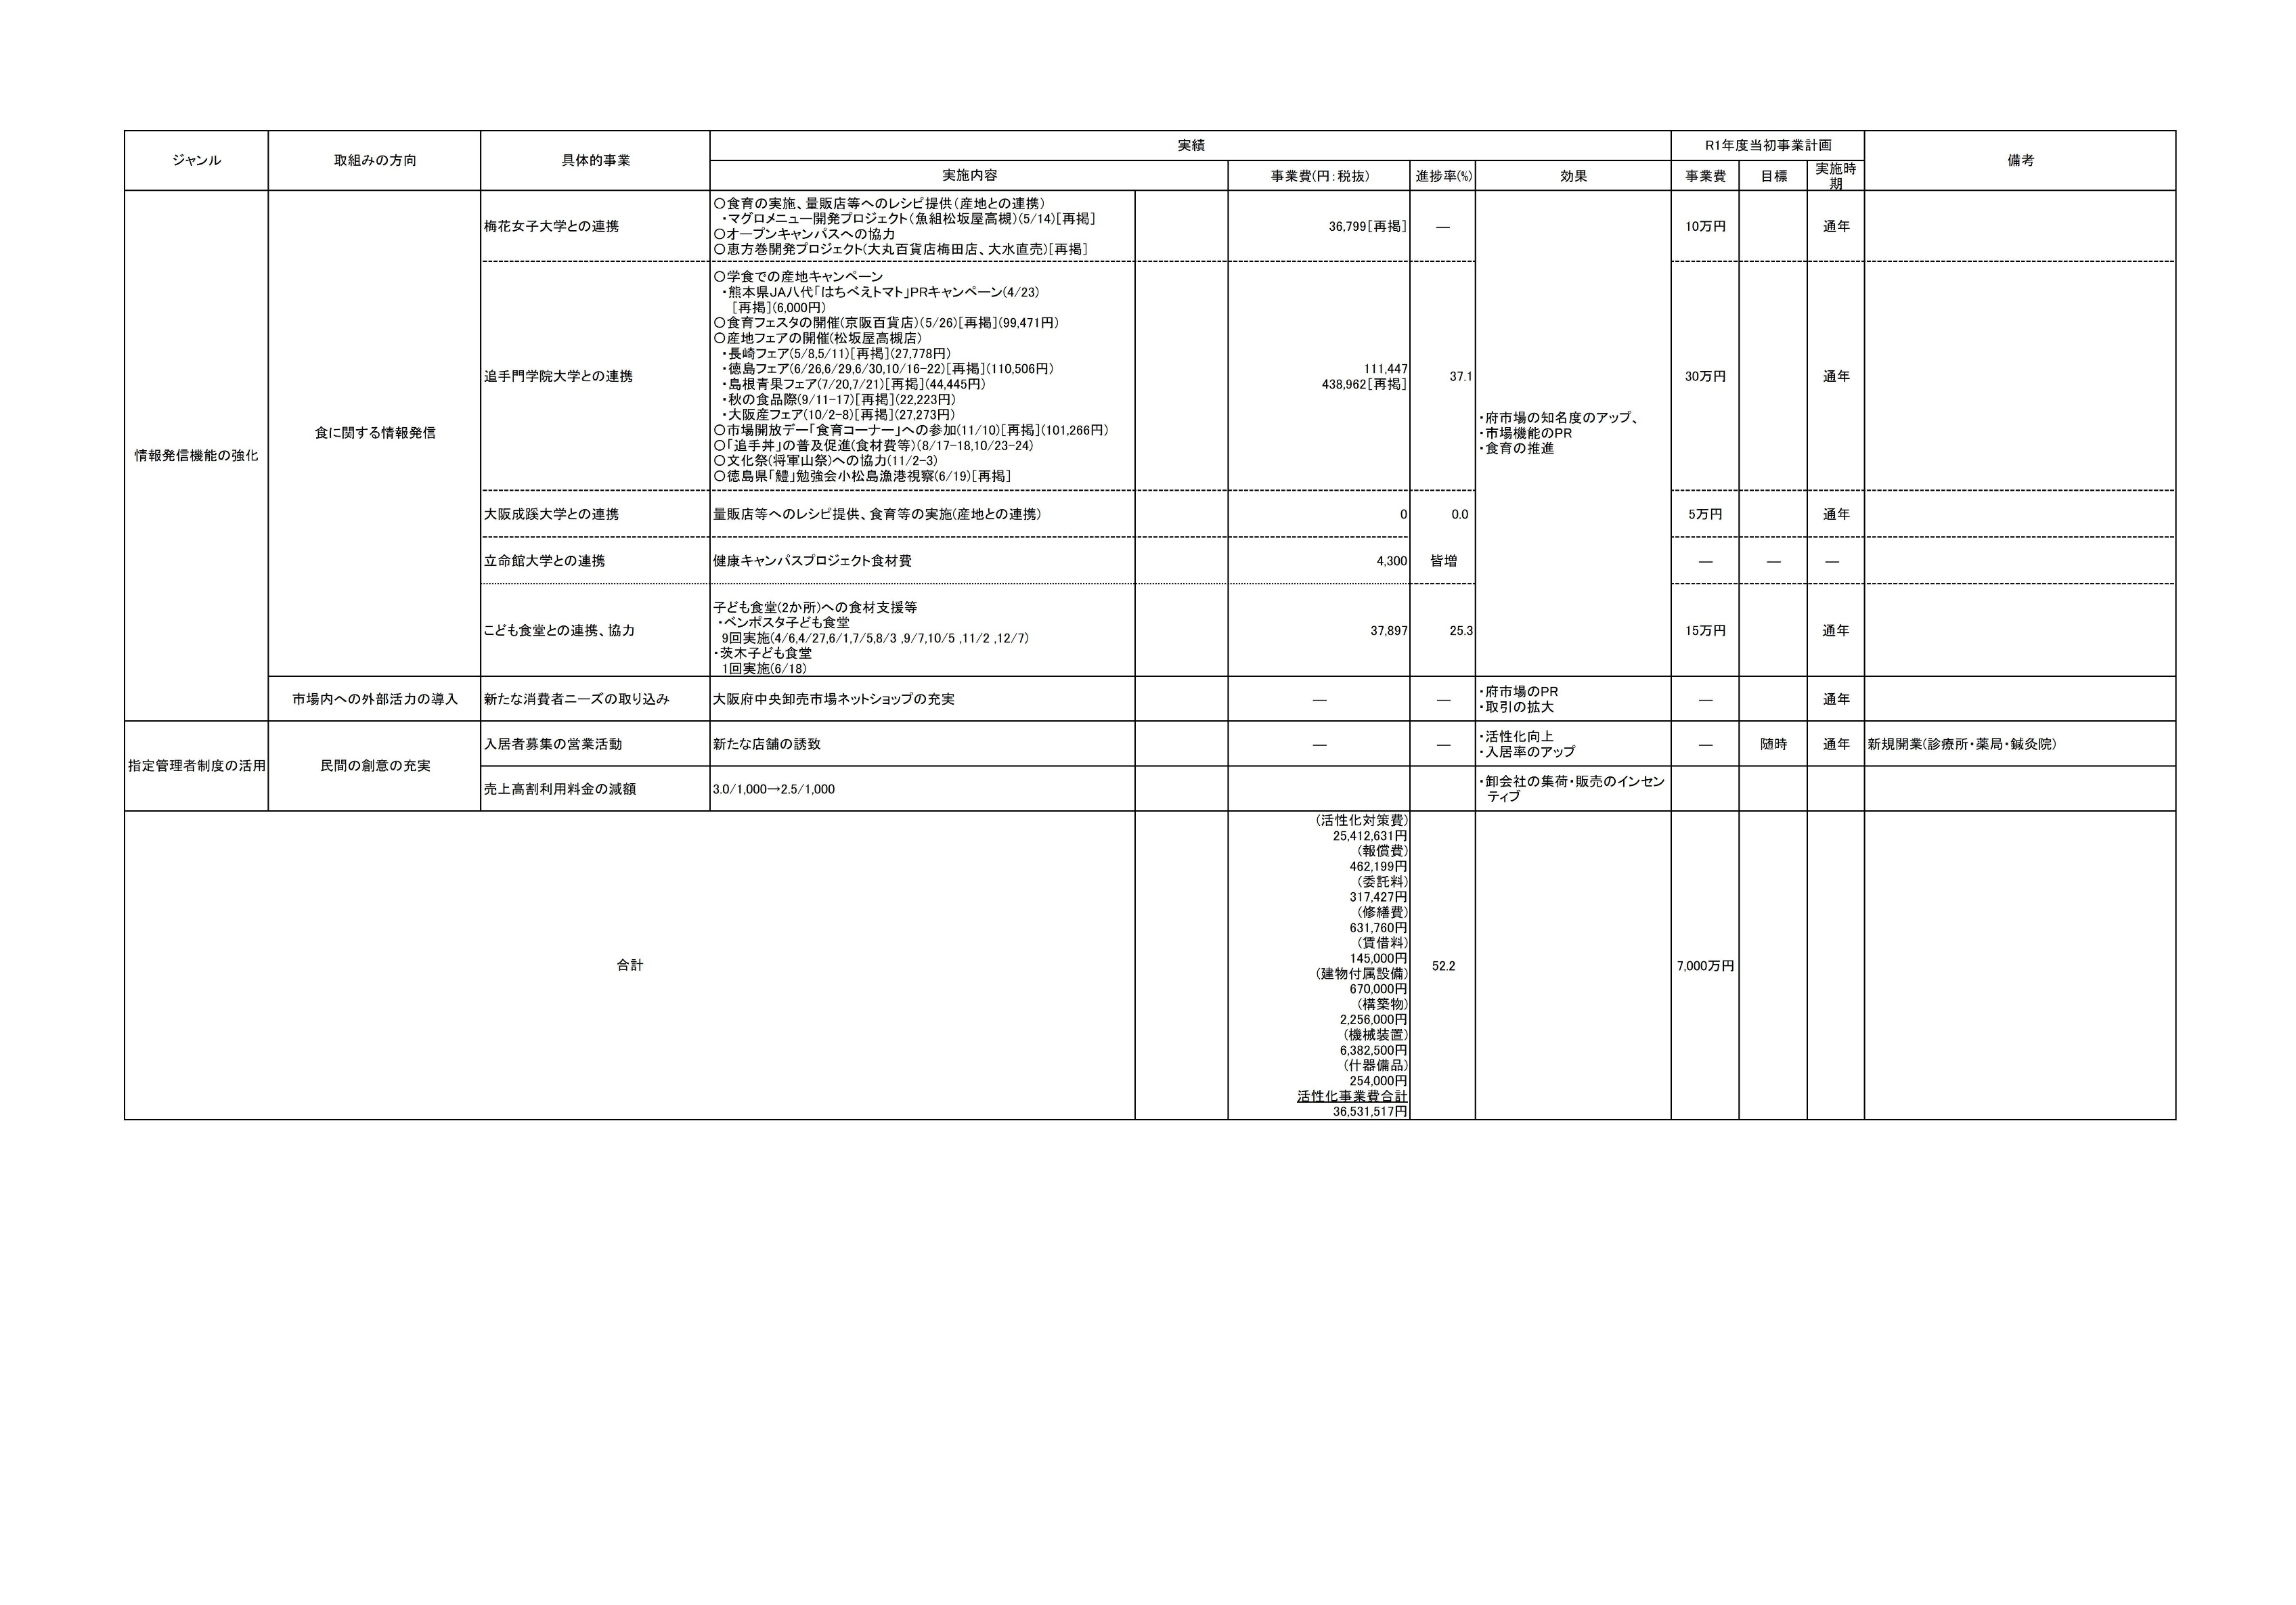 ジャンル
取組みの方向
具体的事業
実績
R1年度当初事業計画
備考
実施内容
事業費(円:税抜)
進捗率(%)
効果
事業費
目標
実施時
期
情報発信機能の強化
食に関する情報発信
梅花女子大学との連携
○食育の実施、量販店等へのレシピ提供(産地との連携)
・マグロメニュー開発プロジェクト(魚組松坂屋高槻)(5/14)[再掲]
○オープンキャンパスへの協力
○恵方巻開発プロジェクト(大丸百貨店梅田店、大水直売)[再掲]
36,799[再掲]
―
10万円
通年
追手門学院大学との連携
○学食での産地キャンペーン
・熊本県JA八代「はちべえトマト」PRキャンペーン(4/23)
[再掲](6,000円)
○食育フェスタの開催(京阪百貨店)(5/26)[再掲](99,471円)
○産地フェアの開催(松坂屋高槻店)
・長崎フェア(5/8,5/11)[再掲](27,778円)
・徳島フェア(6/26,6/29,6/30,10/16-22)[再掲](110,506円)
・島根青果フェア(7/20,7/21)[再掲](44,445円)
・秋の食品際(9/11-17)[再掲](22,223円)
・大阪産フェア(10/2-8)[再掲](27,273円)
○市場開放デー「食育コーナー」への参加(11/10)[再掲](101,266円)
○「追手丼」の普及促進(食材費等)(8/17-18,10/23-24)
○文化祭(将軍山祭)への協力(11/2-3)
○徳島県「鱧」勉強会小松島漁港視察(6/19)[再掲]
111,447
438,962[再掲]
37.1
・府市場の知名度のアップ、
・市場機能のPR
・食育の推進
30万円
通年
大阪成蹊大学との連携
量販店等へのレシピ提供、食育等の実施(産地との連携)
0
0.0
5万円
通年
立命館大学との連携
健康キャンパスプロジェクト食材費
4,300
皆増
―
―
―
こども食堂との連携、協力
子ども食堂(2か所)への食材支援等
・ベンポスタ子ども食堂
9回実施(4/6,4/27,6/1,7/5,8/3 ,9/7,10/5 ,11/2 ,12/7)
・茨木子ども食堂
1回実施(6/18)
37,897
25.3
15万円
通年
市場内への外部活力の導入
新たな消費者ニーズの取り込み
大阪府中央卸売市場ネットショップの充実
―
―
・府市場のPR
・取引の拡大
―
通年
指定管理者制度の活用
民間の創意の充実
入居者募集の営業活動
新たな店舗の誘致
―
―
・活性化向上
・入居率のアップ
―
随時
通年
新規開業(診療所・薬局・鍼灸院)
売上高割利用料金の減額
3.0/1,000→2.5/1,000
・卸会社の集荷・販売のインセン
ティブ
合計
(活性化対策費)
25,412,631円
(報償費)
462,199円
(委託料)
317,427円
(修繕費)
631,760円
(賃借料)
145,000円
(建物付属設備)
670,000円
(構築物)
2,256,000円
(機械装置)
6,382,500円
(什器備品)
254,000円
活性化事業費合計
36,531,517円
52.2
7,000万円